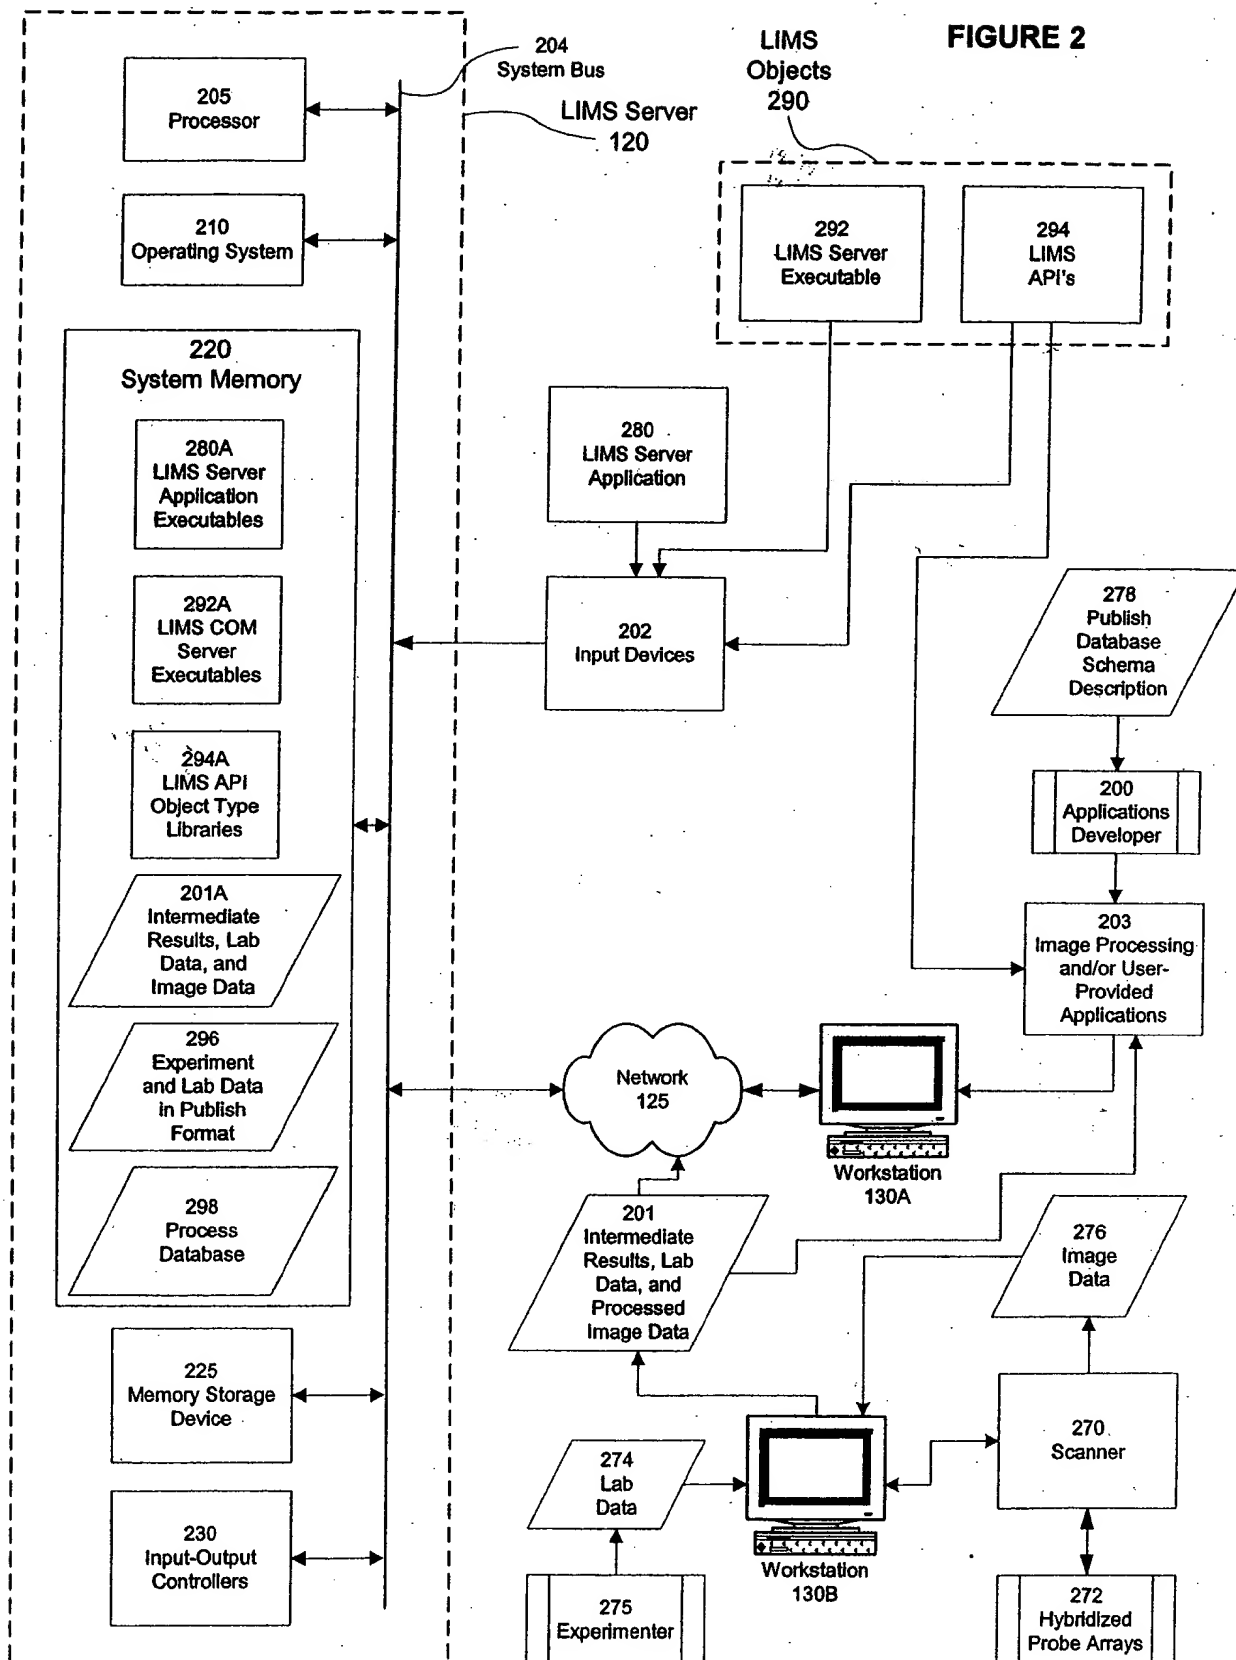 FIGURE 2
204
System Bus
LIMS Server
120
LIMS
Objects
290
205
Processor
210
Operating System
220
System Memory
280A
LIMS Server
Application
Executables
292A
LIMS COM
Server
Executables
294A
LIMS API
Object Type
Libraries
201A
Intermediate
Results, Lab
Data, and
Image Data
296
Experiment
and Lab Data
in Publish
Format
298
Process
Database
225
Memory Storage
Device
230
Input-Output
Controllers
292
LIMS Server
Executable
294
LIMS
API's
280
LIMS Server
Application
202
Input Devices
278
Publish
Database
Schema
Description
200
Applications
Developer
203
Image Processing
and/or User-
Provided
Applications
Network
125
Workstation
130A
201
Intermediate
Results, Lab
Data, and
Processed
Image Data
276
Image
Data
274
Lab
Data
270
Scanner
Workstation
130B
275
Experimenter
272
Hybridized
Probe Arrays